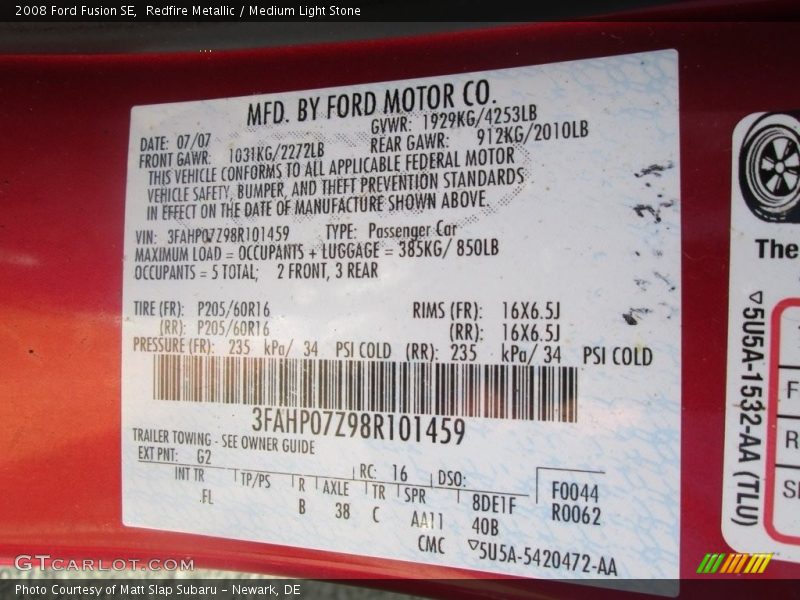 2008 Ford Fusion SE, Redfire Metallic / Medium Light Stone
MFD. BY FORD MOTOR CO.
DATE: 07/07 GVWR: 1929KG/4253LB
FRONT GAWR: 1031KG/2272LB REAR GAWR: 912KG/2010LB
THIS VEHICLE CONFORMS TO ALL APPLICABLE FEDERAL MOTOR
VEHICLE SAFETY, BUMPER, AND THEFT PREVENTION STANDARDS
IN EFFECT ON THE DATE OF MANUFACTURE SHOWN ABOVE.
VIN: 3FAHP07Z98R101459 TYPE: Passenger Car
MAXIMUM LOAD = OCCUPANTS + LUGGAGE = 385KG/ 850LB
OCCUPANTS = 5 TOTAL; 2 FRONT, 3 REAR
TIRE (FR): P205/60R16 RIMS (FR): 16X6.5J
(RR): P205/60R16 (RR): 16X6.5J
PRESSURE (FR): 235 kPa/ 34 PSI COLD (RR): 235 kPa/ 34 PSI COLD
3FAHP07Z98R101459
TRAILER TOWING - SEE OWNER GUIDE
EXT PNT: G2 RC: 16 DSO:
INT TR TP/PS R AXLE TR SPR 8DE1F F0044
.FL B 38 C AA11 40B R0062
CMC ▽5U5A-5420472-AA
The
▽5U5A-1532-AA (TLU)
F
R
GTCarLot.com
Photo Courtesy of Matt Slap Subaru – Newark, DE